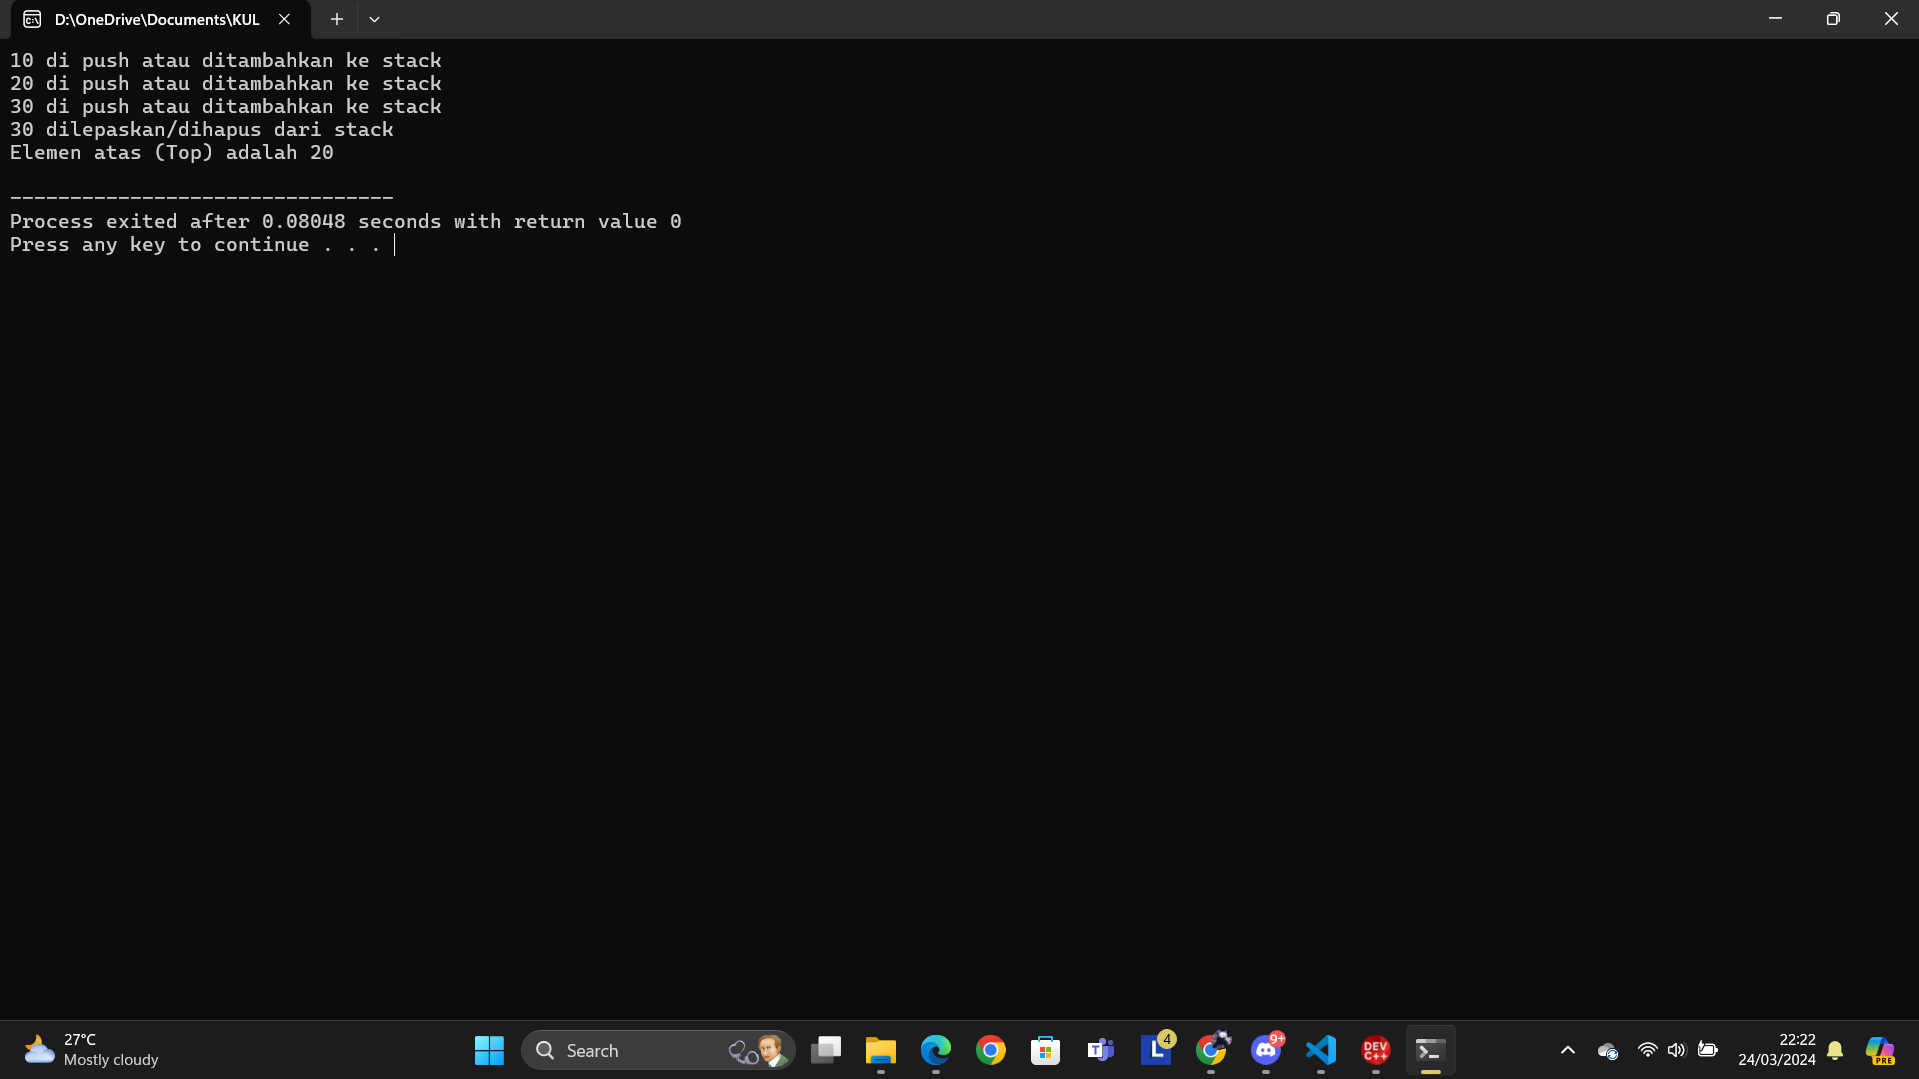 D:\OneDrive\Documents\KUL
10 di push atau ditambahkan ke stack
20 di push atau ditambahkan ke stack
30 di push atau ditambahkan ke stack
30 dilepaskan/dihapus dari stack
Elemen atas (Top) adalah 20
--------------------------------
Process exited after 0.08048 seconds with return value 0
Press any key to continue . . .
27°C
Mostly cloudy
Search
4
9+
DEV
C++
22:22
24/03/2024
PRE